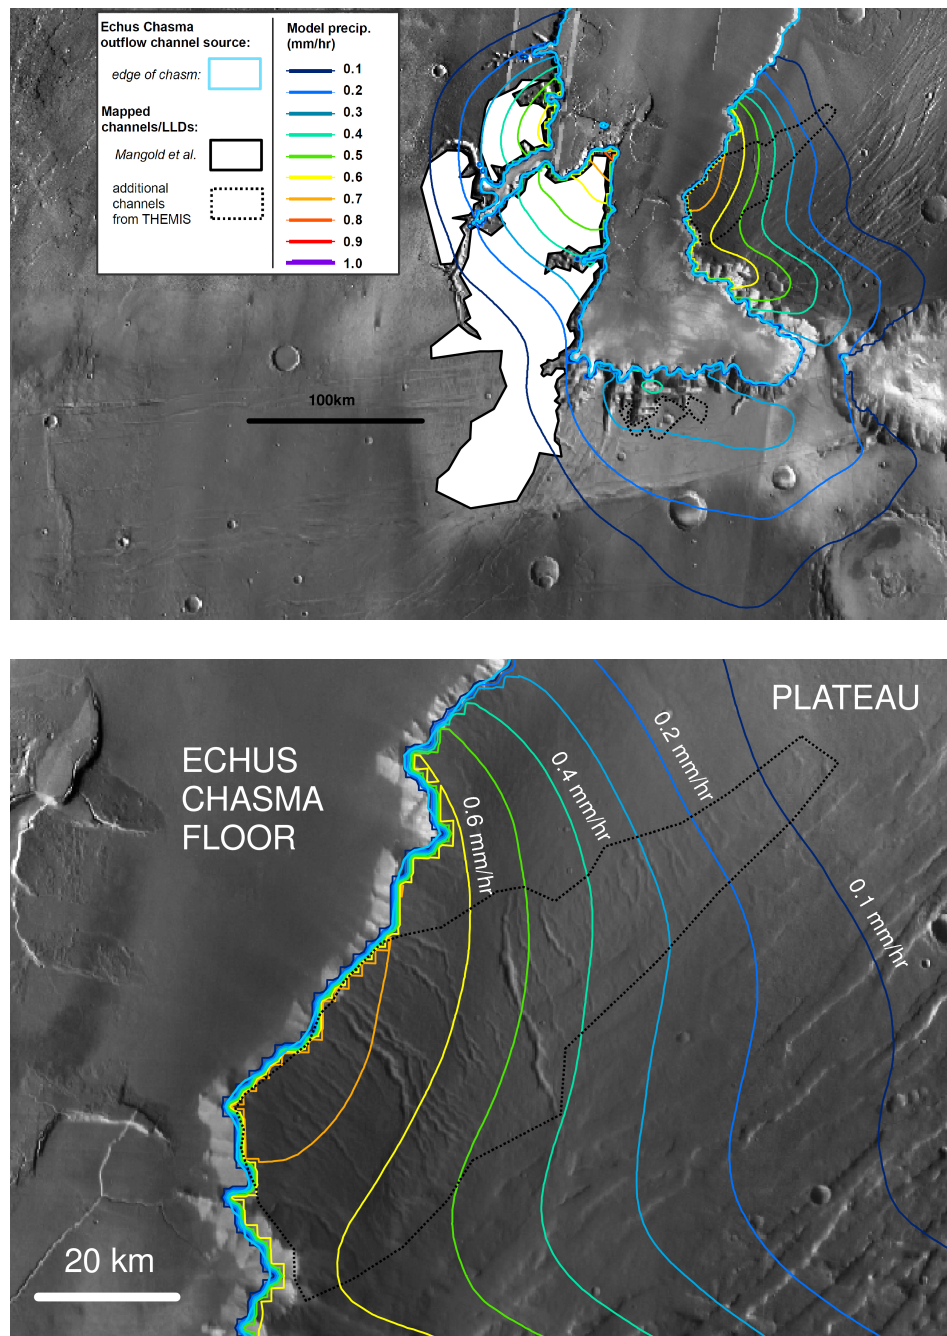 Echus Chasma
outflow channel source:
edge of chasm:
Mapped
channels/LLDs:
Mangold et al.
additional
channels
from THEMIS
Model precip.
(mm/hr)
0.1
0.2
0.3
0.4
0.5
0.6
0.7
0.8
0.9
1.0
100km
PLATEAU
ECHUS
CHASMA
FLOOR
0.2 mm/hr
0.4 mm/hr
0.6 mm/hr
0.1 mm/hr
20 km